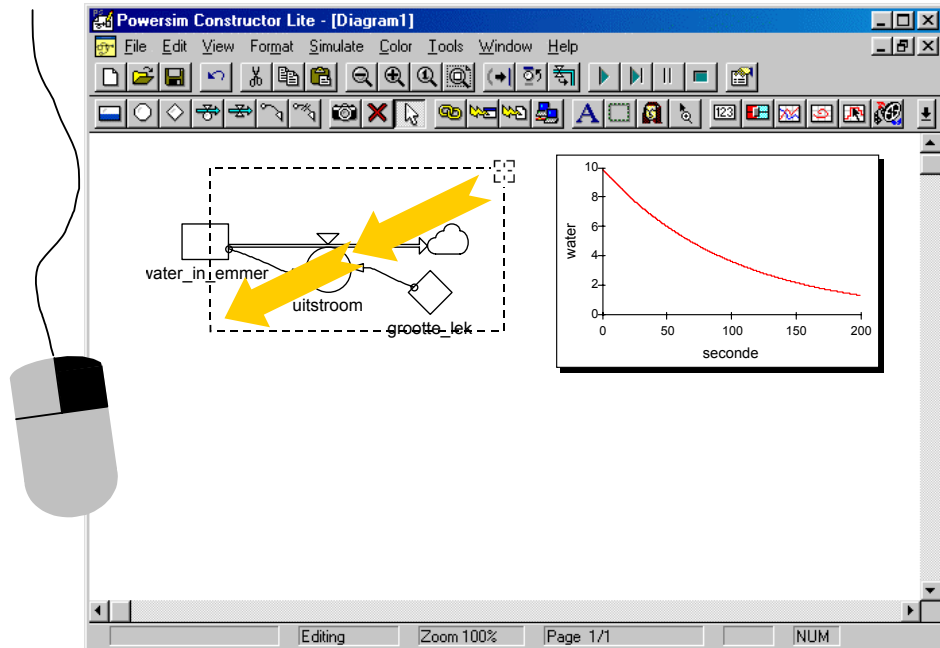 Powersim Constructor Lite - [Diagram1]
File Edit View Format Simulate Color Tools Window Help
A 123
water_in_emmer
uitstroom
grootte_lek
10
8
6
4
2
0
water
0 50 100 150 200
seconde
Editing Zoom 100% Page 1/1 NUM